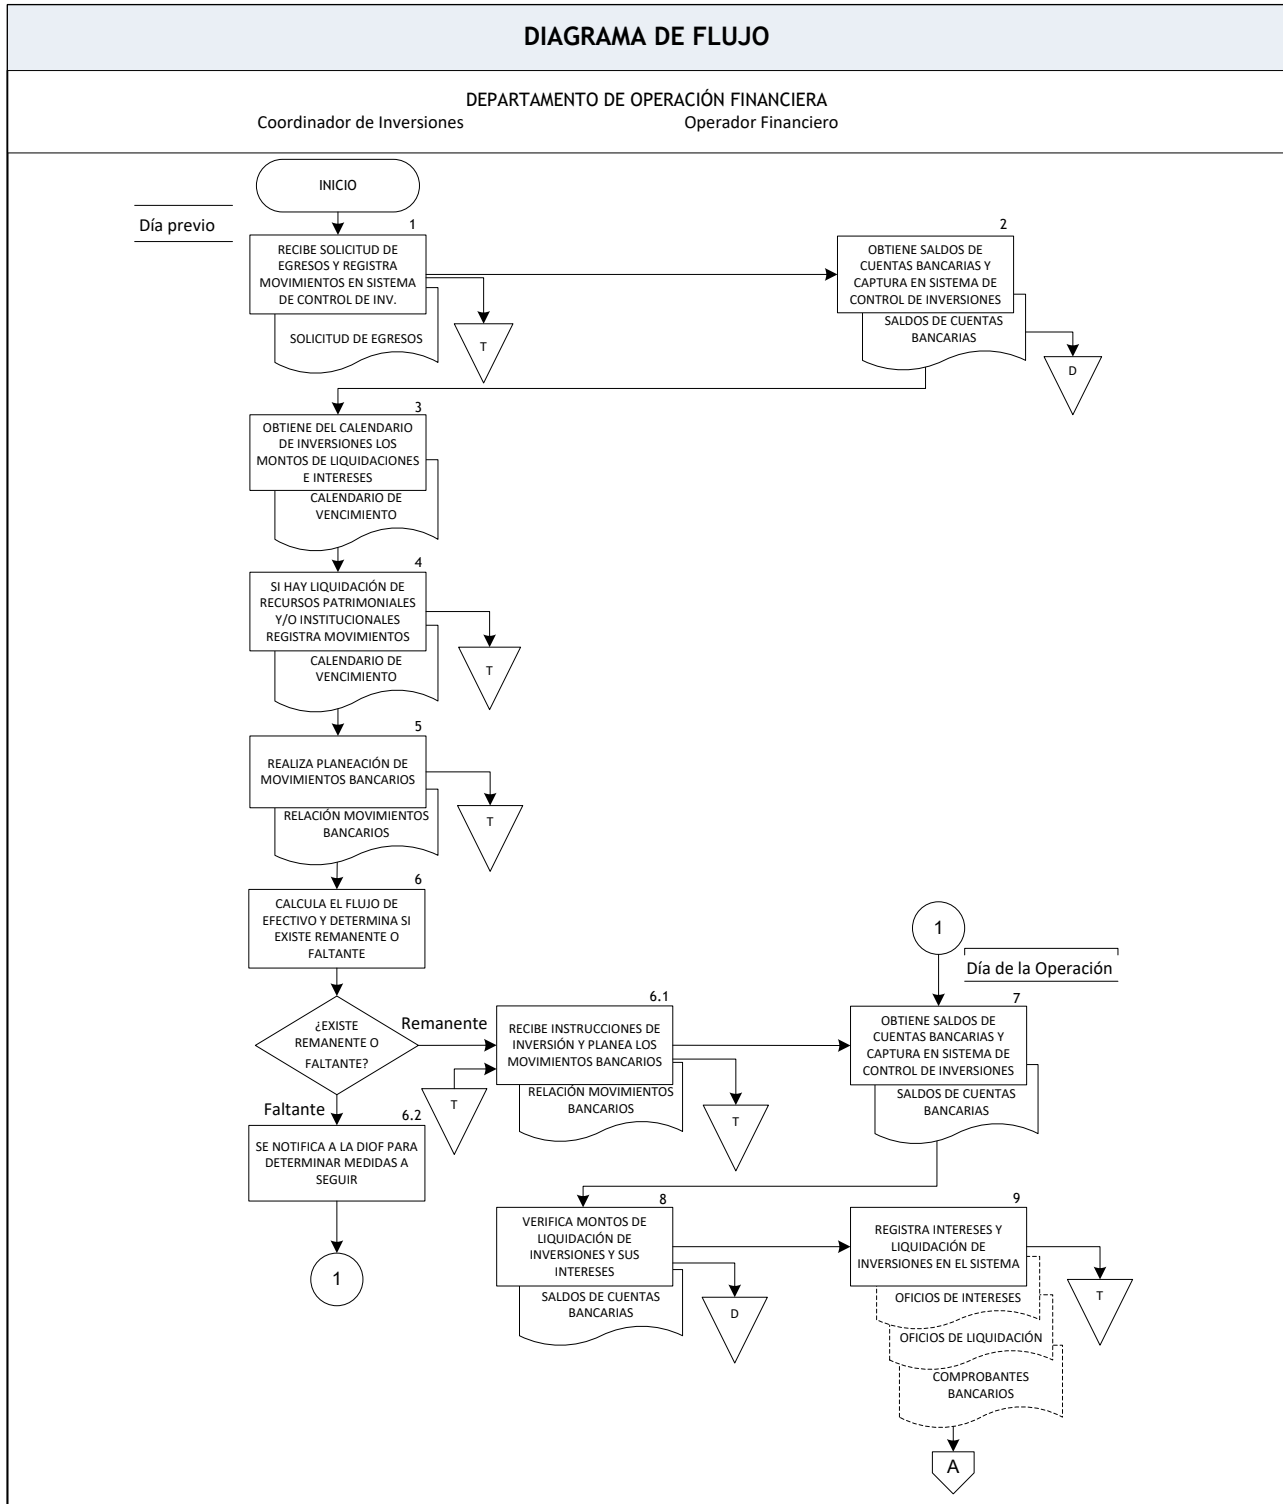 DIAGRAMA DE FLUJO
DEPARTAMENTO DE OPERACIÓN FINANCIERA
Coordinador de Inversiones
Operador Financiero
INICIO
Día previo
1
RECIBE SOLICITUD DE
EGRESOS Y REGISTRA
MOVIMIENTOS EN SISTEMA
DE CONTROL DE INV.
SOLICITUD DE EGRESOS
T
2
OBTIENE SALDOS DE
CUENTAS BANCARIAS Y
CAPTURA EN SISTEMA DE
CONTROL DE INVERSIONES
SALDOS DE CUENTAS
BANCARIAS
D
3
OBTIENE DEL CALENDARIO
DE INVERSIONES LOS
MONTOS DE LIQUIDACIONES
E INTERESES
CALENDARIO DE
VENCIMIENTO
4
SI HAY LIQUIDACIÓN DE
RECURSOS PATRIMONIALES
Y/O INSTITUCIONALES
REGISTRA MOVIMIENTOS
CALENDARIO DE
VENCIMIENTO
T
5
REALIZA PLANEACIÓN DE
MOVIMIENTOS BANCARIOS
RELACIÓN MOVIMIENTOS
BANCARIOS
T
6
CALCULA EL FLUJO DE
EFECTIVO Y DETERMINA SI
EXISTE REMANENTE O
FALTANTE
¿EXISTE
REMANENTE O
FALTANTE?
Remanente
Faltante
6.1
RECIBE INSTRUCCIONES DE
INVERSIÓN Y PLANEA LOS
MOVIMIENTOS BANCARIOS
RELACIÓN MOVIMIENTOS
BANCARIOS
T
T
6.2
SE NOTIFICA A LA DIOF PARA
DETERMINAR MEDIDAS A
SEGUIR
1
1
Día de la Operación
7
OBTIENE SALDOS DE
CUENTAS BANCARIAS Y
CAPTURA EN SISTEMA DE
CONTROL DE INVERSIONES
SALDOS DE CUENTAS
BANCARIAS
8
VERIFICA MONTOS DE
LIQUIDACIÓN DE
INVERSIONES Y SUS
INTERESES
SALDOS DE CUENTAS
BANCARIAS
D
9
REGISTRA INTERESES Y
LIQUIDACIÓN DE
INVERSIONES EN EL SISTEMA
OFICIOS DE INTERESES
OFICIOS DE LIQUIDACIÓN
COMPROBANTES
BANCARIOS
T
A